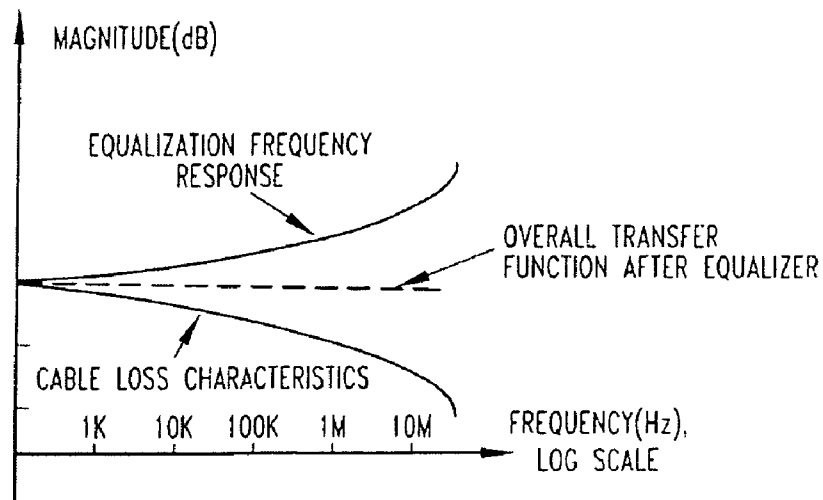 MAGNITUDE(dB)
EQUALIZATION FREQUENCY
RESPONSE
OVERALL TRANSFER
FUNCTION AFTER EQUALIZER
CABLE LOSS CHARACTERISTICS
1K 10K 100K 1M 10M
FREQUENCY(Hz),
LOG SCALE